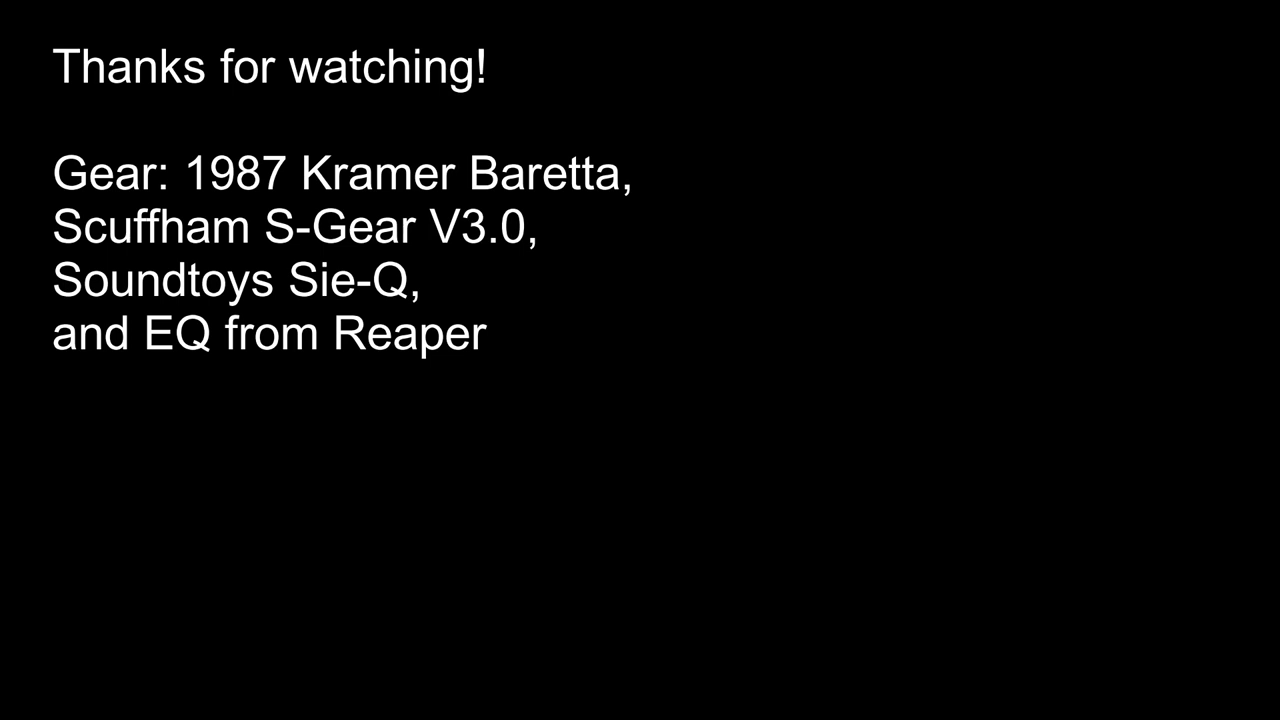 Thanks for watching!
Gear: 1987 Kramer Baretta,
Scuffham S-Gear V3.0,
Soundtoys Sie-Q,
and EQ from Reaper